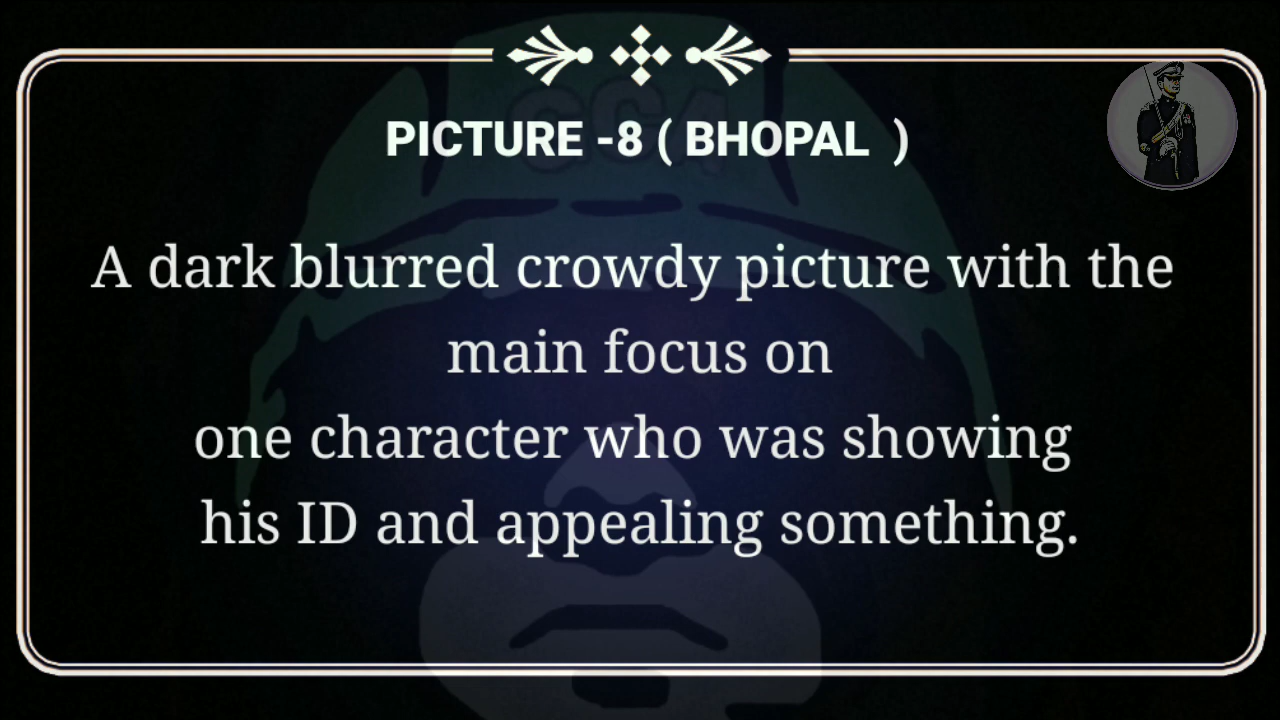 PICTURE -8 ( BHOPAL )
A dark blurred crowdy picture with the
main focus on
one character who was showing
his ID and appealing something.